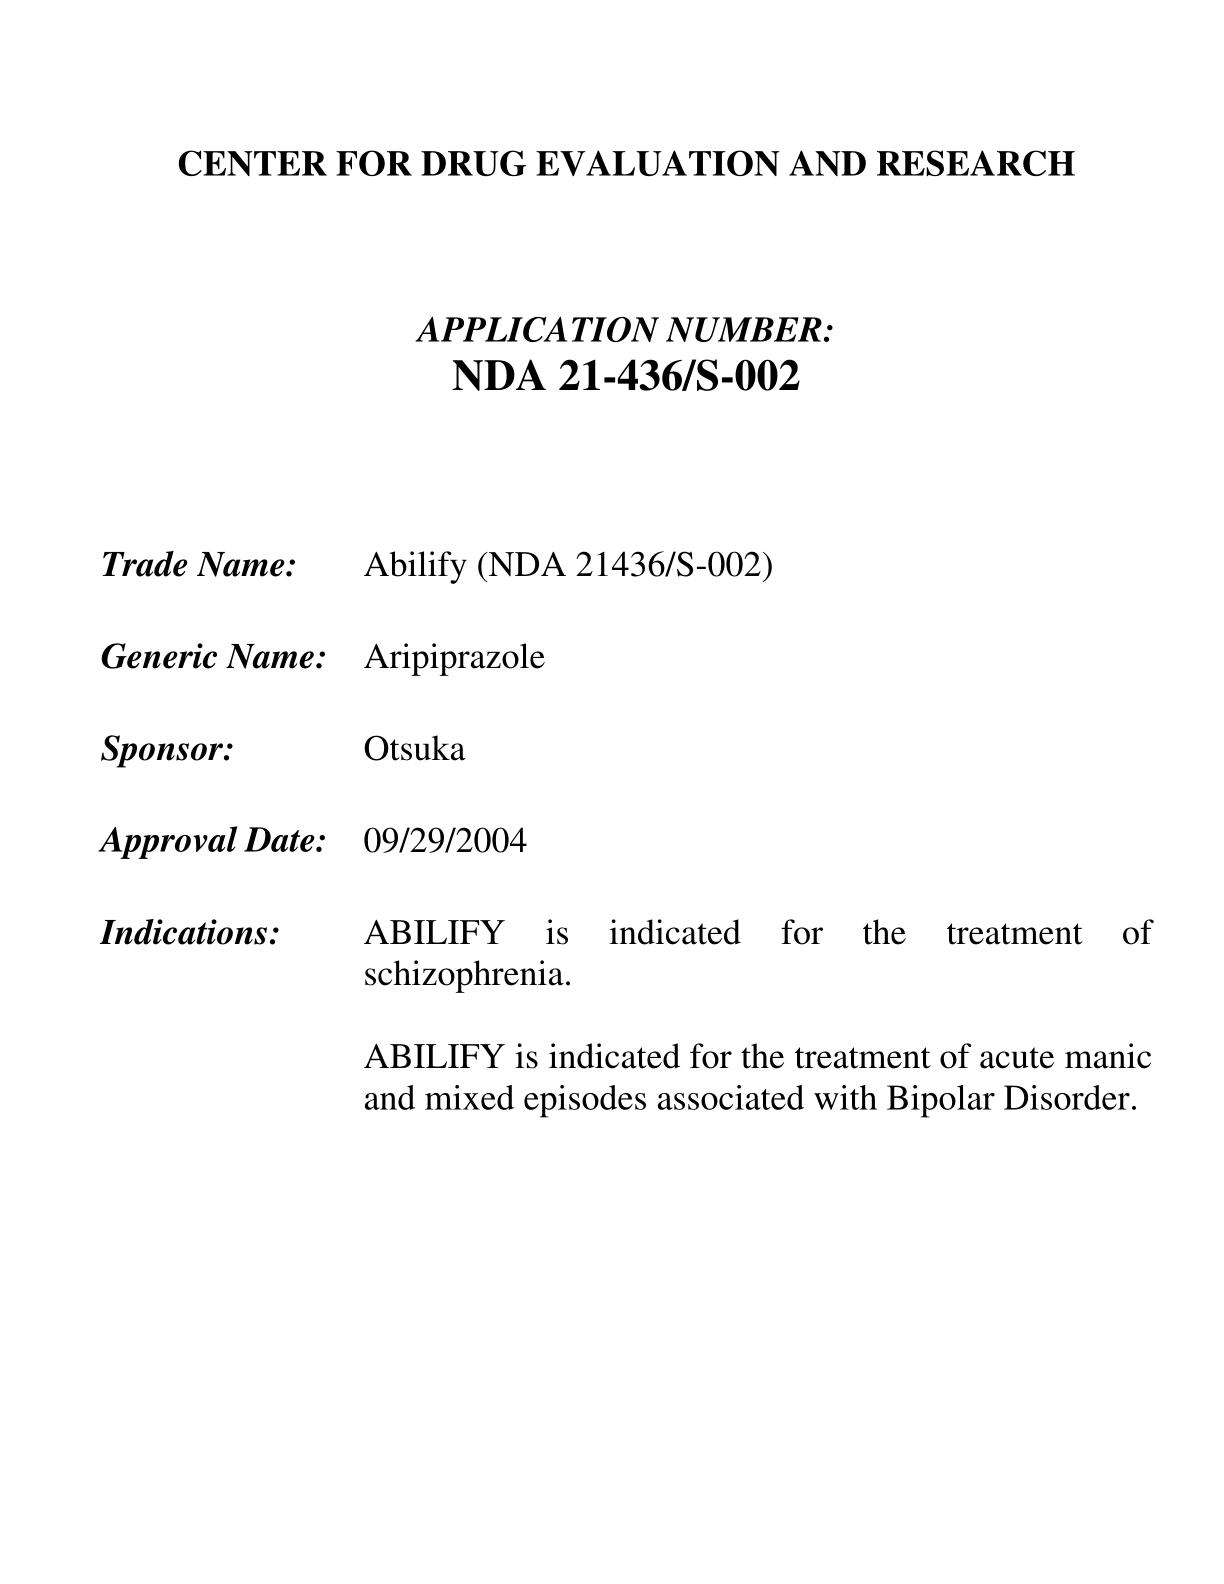 CENTER FOR DRUG EVALUATION AND RESEARCH
APPLICATION NUMBER:
NDA 21-436/S-002
Trade Name: Abilify (NDA 21436/S-002)
Generic Name: Aripiprazole
Sponsor: Otsuka
Approval Date: 09/29/2004
Indications: ABILIFY is indicated for the treatment of
schizophrenia.
ABILIFY is indicated for the treatment of acute manic
and mixed episodes associated with Bipolar Disorder.